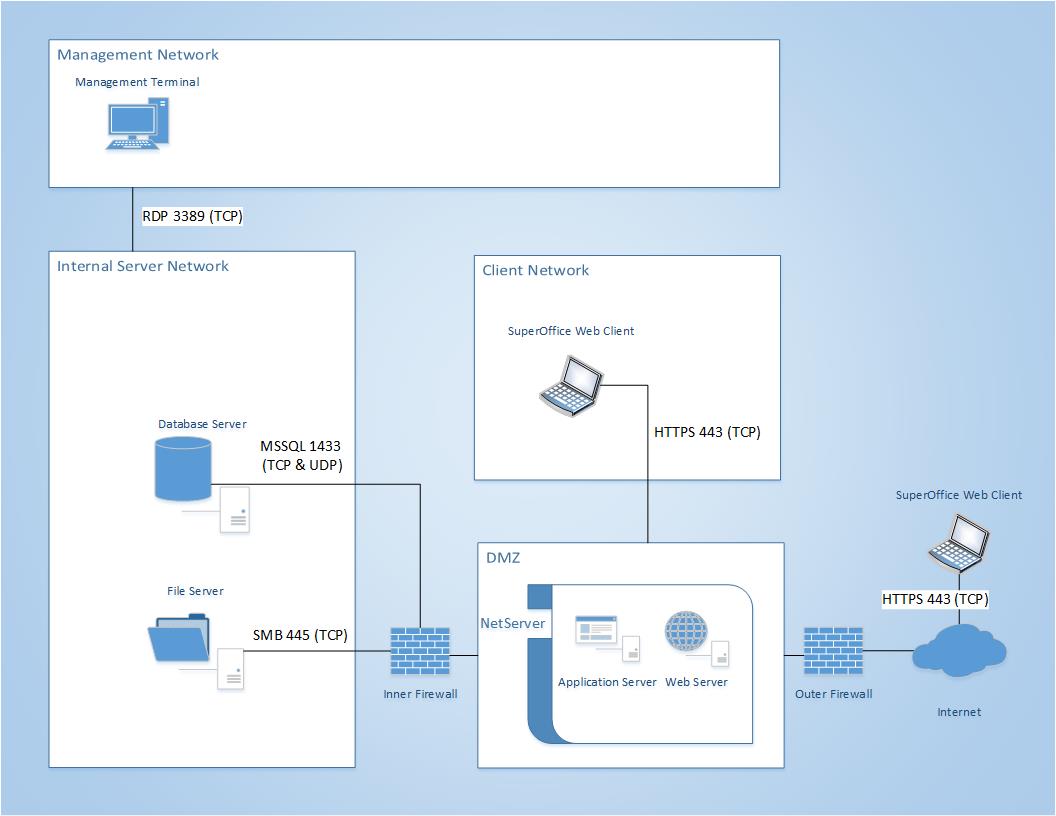 Management Network
Management Terminal
RDP 3389 (TCP)
Internal Server Network
Client Network
SuperOffice Web Client
Database Server
MSSQL 1433
(TCP & UDP)
HTTPS 443 (TCP)
SuperOffice Web Client
DMZ
File Server
HTTPS 443 (TCP)
NetServer
SMB 445 (TCP)
Application Server
Web Server
Inner Firewall
Outer Firewall
Internet